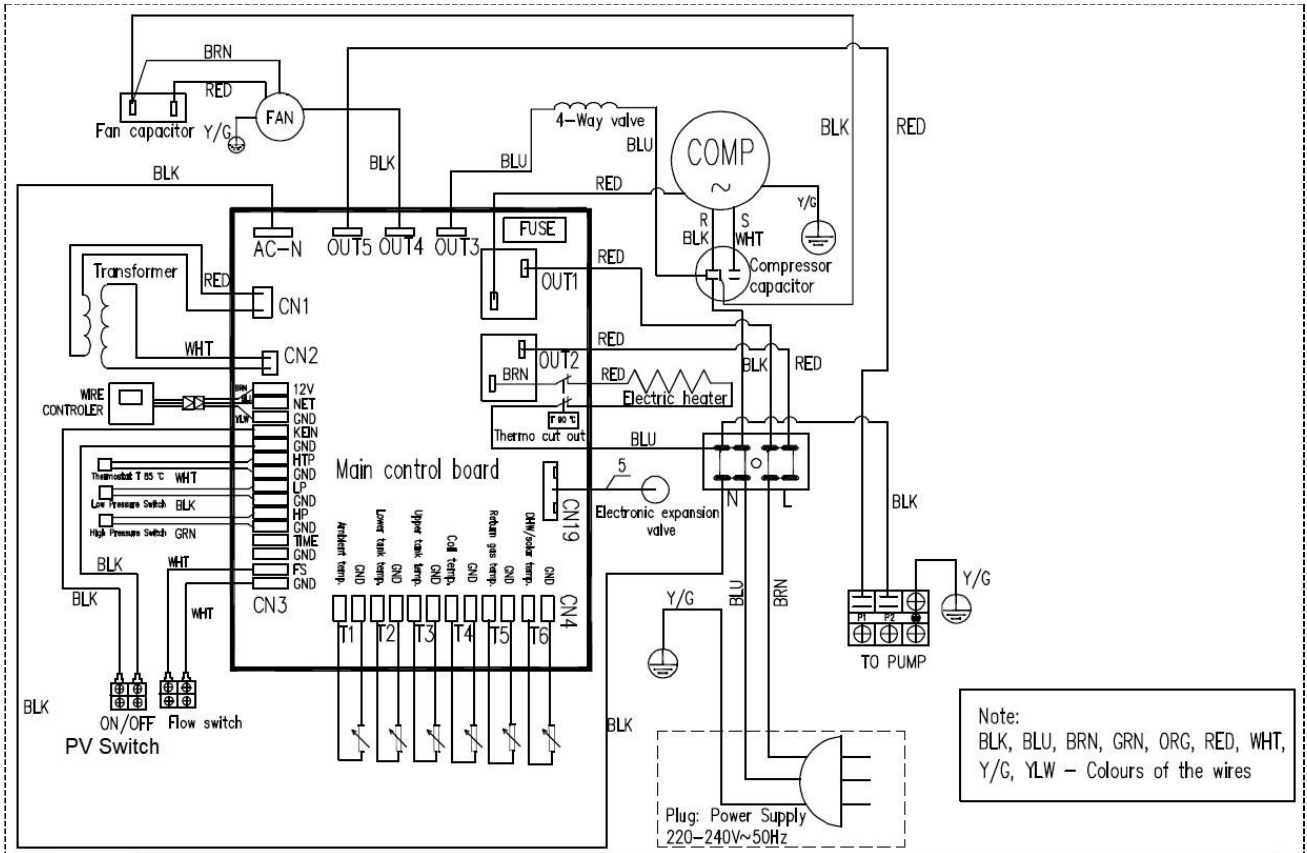 BRN
RED
FAN
Fan capacitor
Y/G
BLK
BLK
4-Way valve
BLU
BLU
COMP
~
RED
R
S
BLK
WHT
Y/G
BLK
RED
Compressor
capacitor
AC-N
OUT5
OUT4
OUT3
FUSE
RED
OUT1
Transformer
RED
CN1
WHT
CN2
RED
OUT2
BRN
RED
BLK
RED
Electric heater
T 90 ℃
Thermo cut out
BLU
WIRE
CONTROLER
BRN
BLU
YLW
12V
NET
GND
KEIN
GND
HTP
GND
LP
GND
HP
GND
TIME
GND
FS
GND
CN3
Thermostat T 85 ℃ WHT
Low Pressure Switch BLK
High Pressure Switch GRN
BLK
BLK
WHT
WHT
Main control board
CN19
5
Electronic expansion
valve
N
L
BLK
Ambient temp.
GND
Lower tank temp.
GND
Upper tank temp.
GND
Coil temp.
GND
Return gas temp.
GND
DHW/solar temp.
GND
CN4
T1
T2
T3
T4
T5
T6
Y/G
BLU
BRN
Y/G
P1
P2
TO PUMP
ON/OFF
Flow switch
PV Switch
BLK
BLK
Plug: Power Supply
220-240V~50Hz
Note:
BLK, BLU, BRN, GRN, ORG, RED, WHT,
Y/G, YLW - Colours of the wires